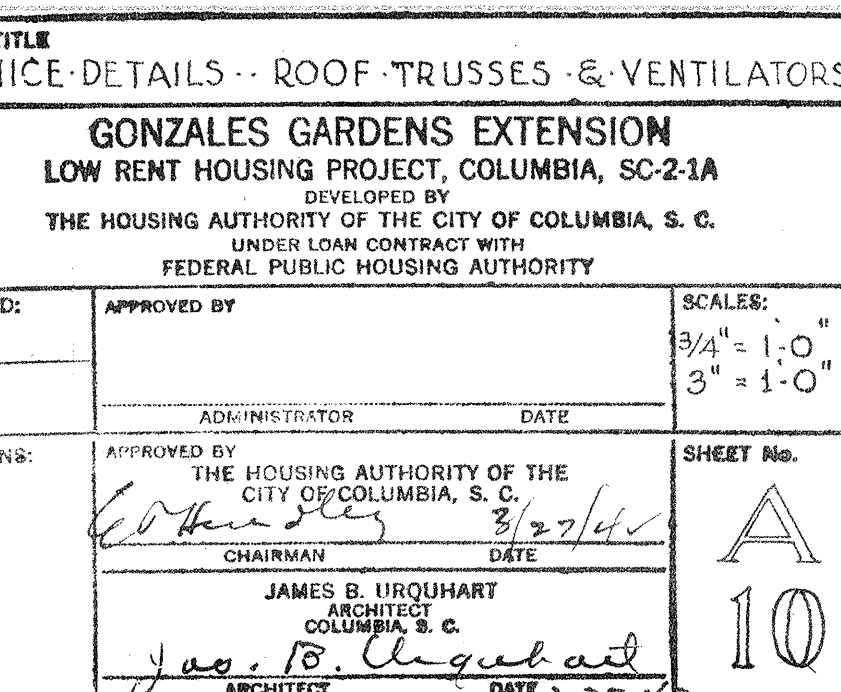 TITLE
NICE·DETAILS·· ROOF·TRUSSES·&·VENTILATORS
GONZALES GARDENS EXTENSION
LOW RENT HOUSING PROJECT, COLUMBIA, SC-2-1A
DEVELOPED BY
THE HOUSING AUTHORITY OF THE CITY OF COLUMBIA, S. C.
UNDER LOAN CONTRACT WITH
FEDERAL PUBLIC HOUSING AUTHORITY
D:
APPROVED BY
SCALES:
3/4" = 1'-0"
3" = 1'-0"
ADMINISTRATOR DATE
NS:
APPROVED BY
THE HOUSING AUTHORITY OF THE
CITY OF COLUMBIA, S. C.
3/27/42
CHAIRMAN DATE
SHEET No.
A
10
JAMES B. URQUHART
ARCHITECT
COLUMBIA, S. C.
Jas. B. Urquhart
ARCHITECT DATE